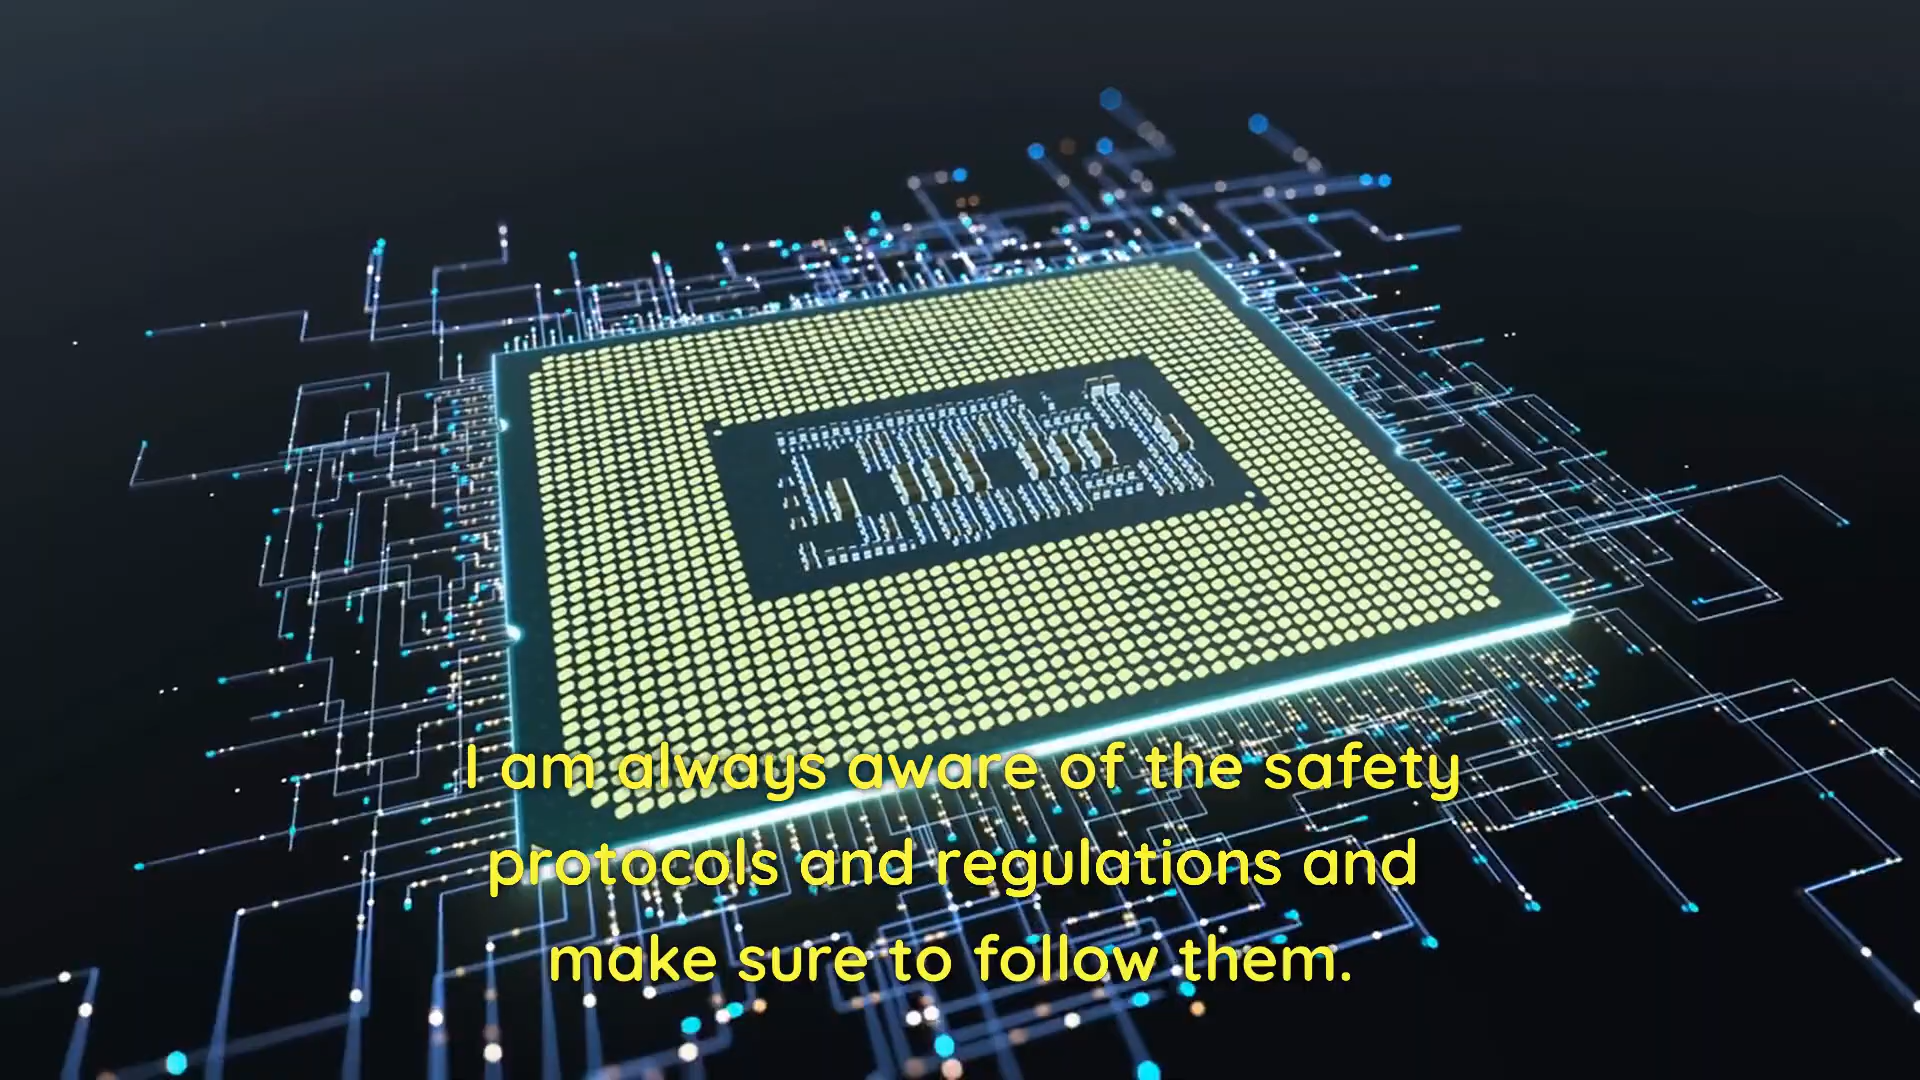 I am always aware of the safety
protocols and regulations and
make sure to follow them.